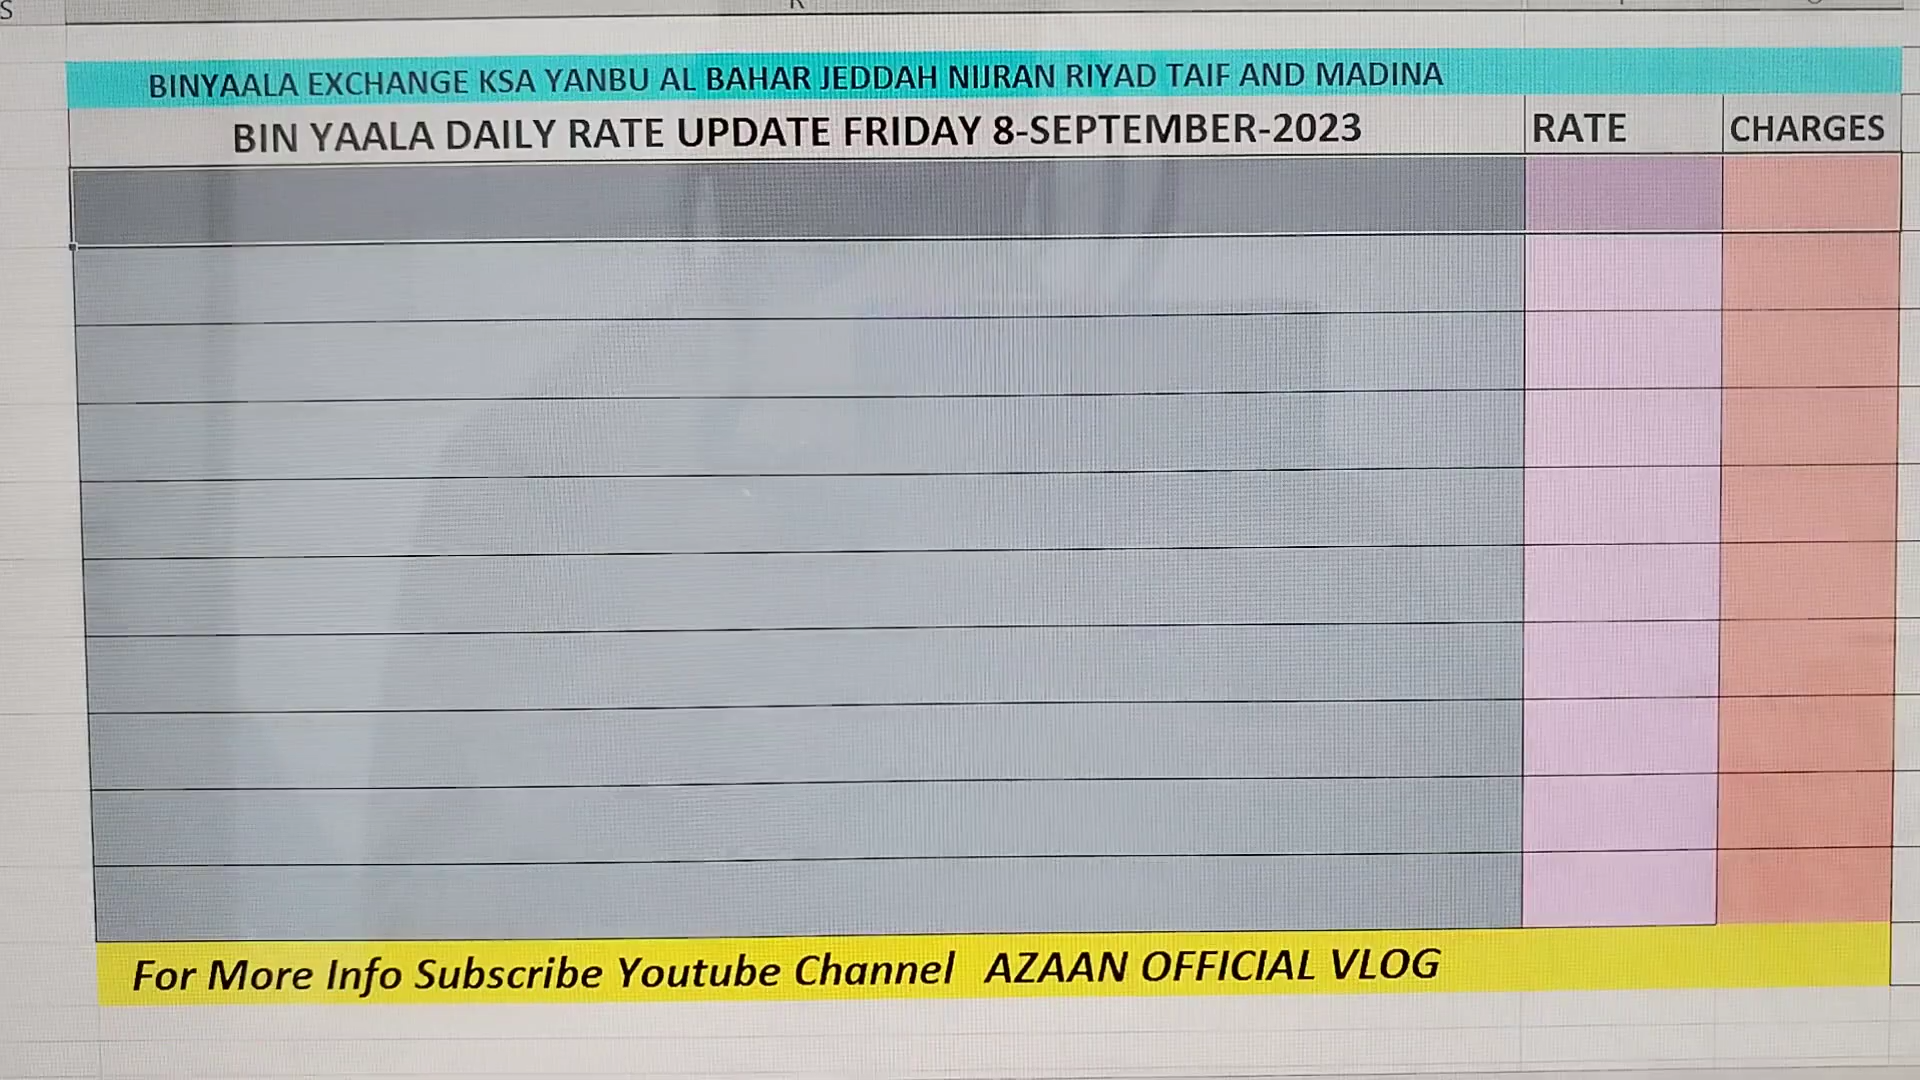 BINYAALA EXCHANGE KSA YANBU AL BAHAR JEDDAH NIJRAN RIYAD TAIF AND MADINA
BIN YAALA DAILY RATE UPDATE FRIDAY 8-SEPTEMBER-2023 RATE CHARGES
For More Info Subscribe Youtube Channel AZAAN OFFICIAL VLOG